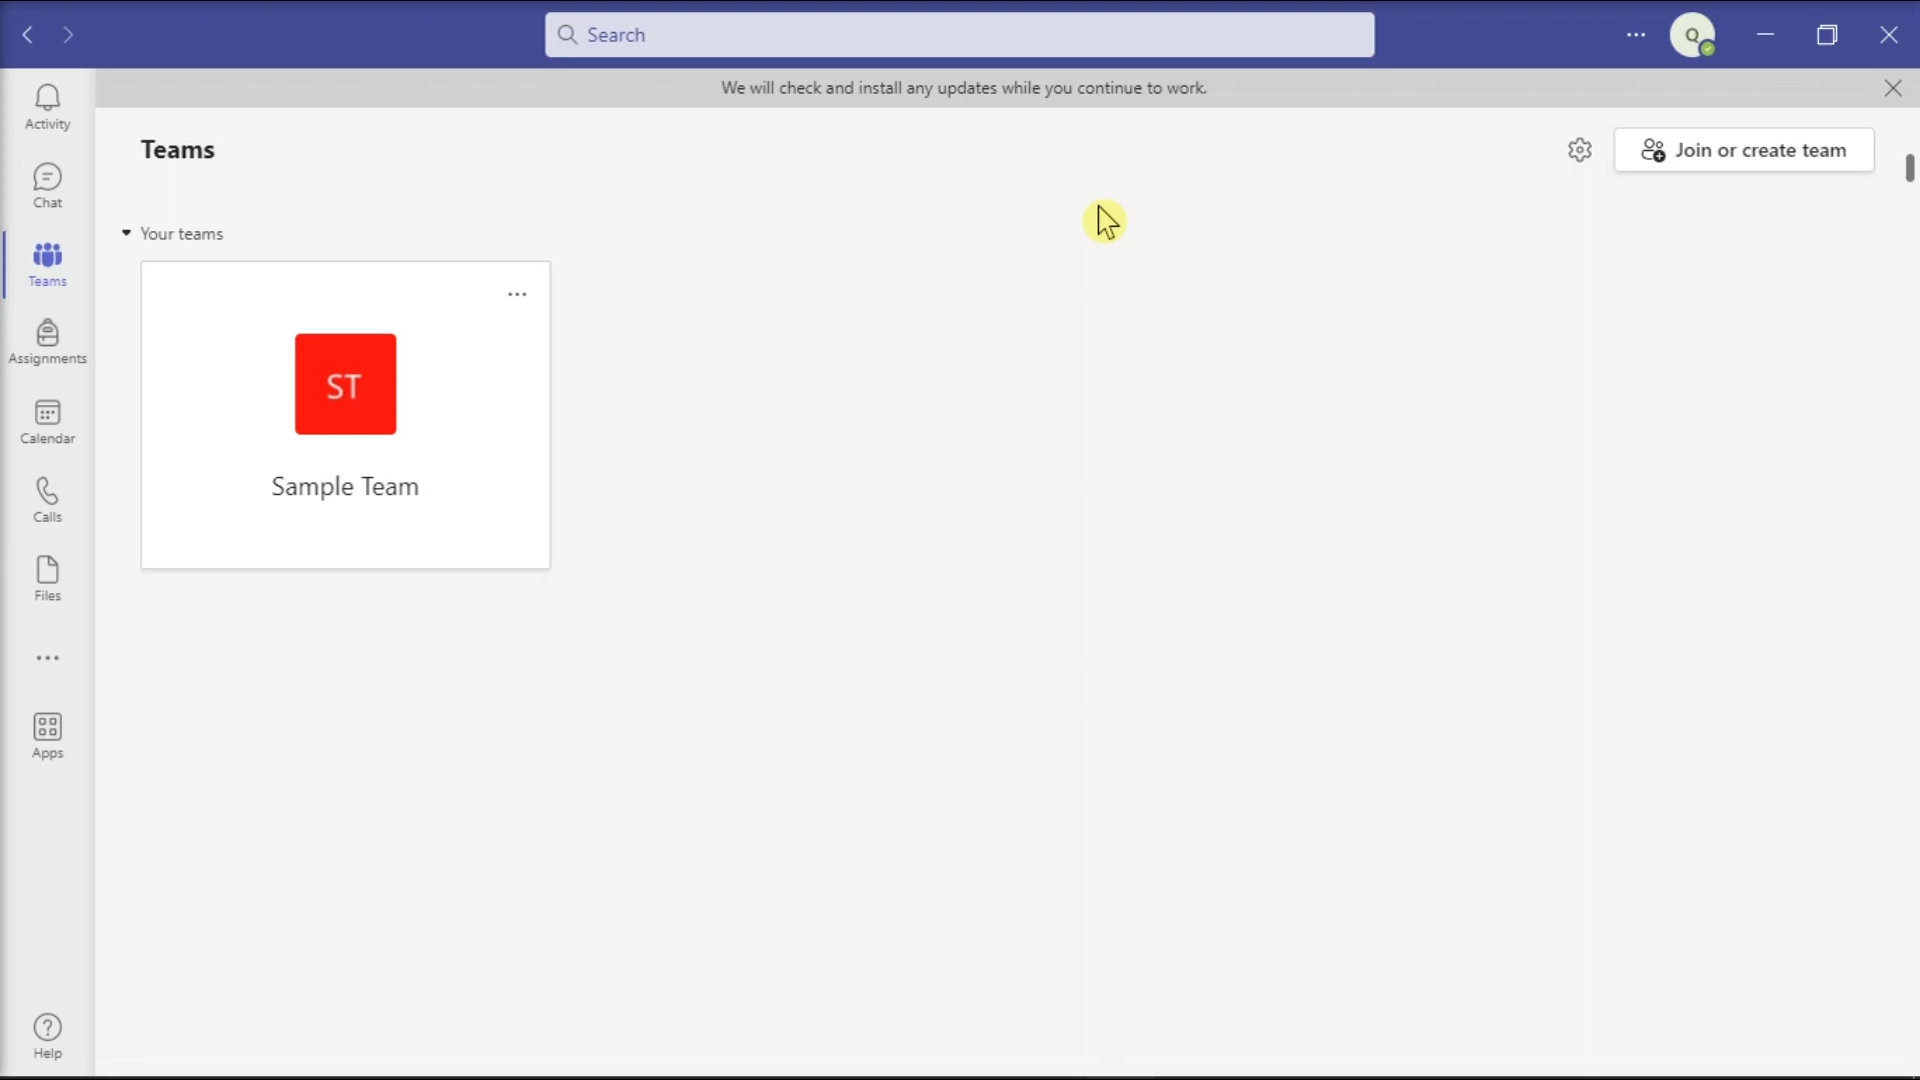 Search
Q
We will check and install any updates while you continue to work.
Activity
Chat
Teams
Assignments
Calendar
Calls
Files
Apps
Help
Teams
Join or create team
Your teams
ST
Sample Team